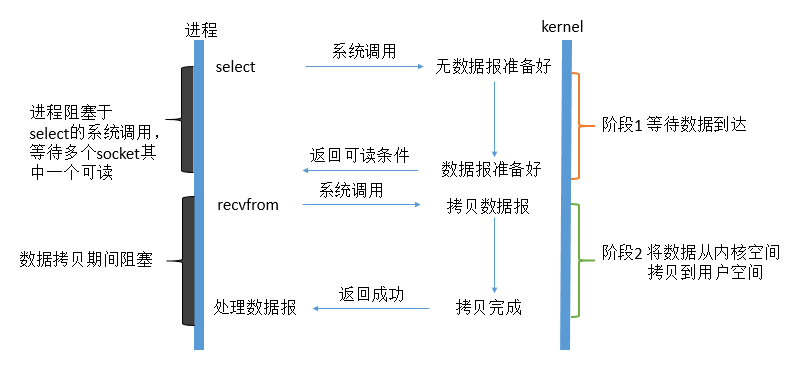 进程
kernel
select
系统调用
无数据报准备好
进程阻塞于
select的系统调用，
等待多个socket其
中一个可读
阶段1 等待数据到达
返回可读条件
数据报准备好
recvfrom
系统调用
拷贝数据报
数据拷贝期间阻塞
阶段2 将数据从内核空间
拷贝到用户空间
处理数据报
返回成功
拷贝完成